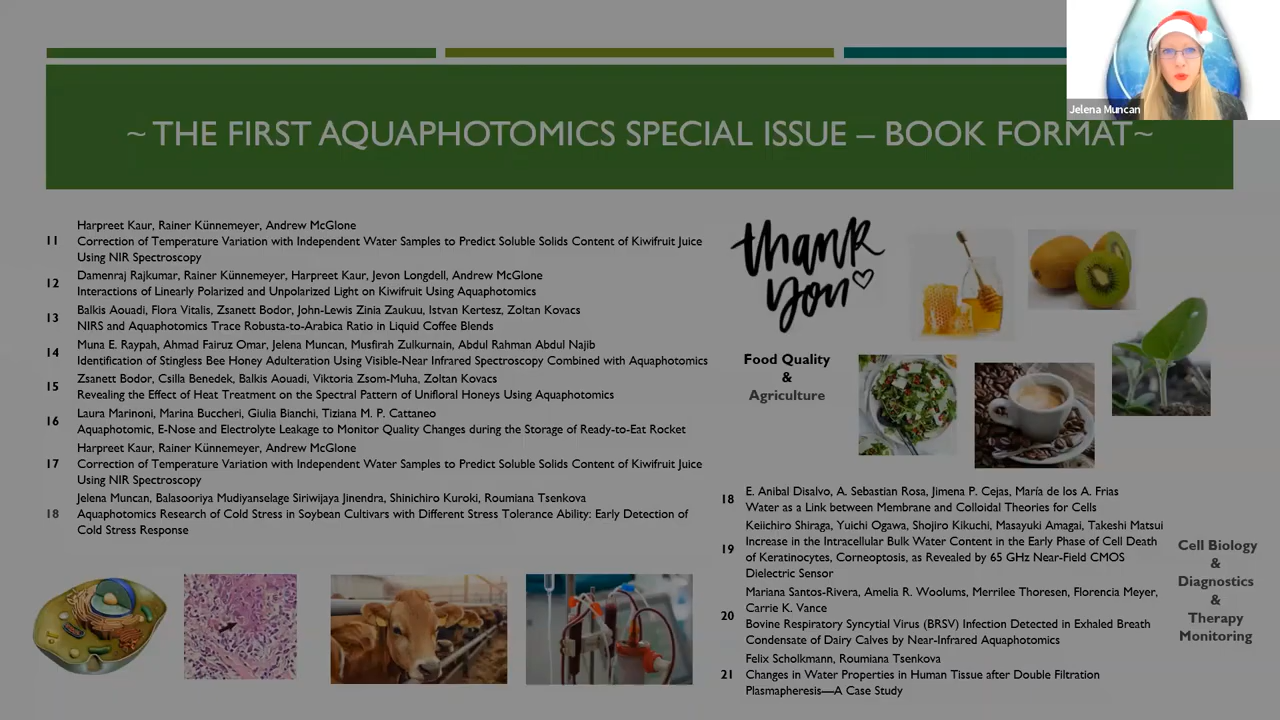 Jelena Muncan
~ THE FIRST AQUAPHOTOMICS SPECIAL ISSUE – BOOK FORMAT~
11
Harpreet Kaur, Rainer Künnemeyer, Andrew McGlone
Correction of Temperature Variation with Independent Water Samples to Predict Soluble Solids Content of Kiwifruit Juice
Using NIR Spectroscopy
12
Damenraj Rajkumar, Rainer Künnemeyer, Harpreet Kaur, Jevon Longdell, Andrew McGlone
Interactions of Linearly Polarized and Unpolarized Light on Kiwifruit Using Aquaphotomics
13
Balkis Aouadi, Flora Vitalis, Zsanett Bodor, John-Lewis Zinia Zaukuu, Istvan Kertesz, Zoltan Kovacs
NIRS and Aquaphotomics Trace Robusta-to-Arabica Ratio in Liquid Coffee Blends
14
Muna E. Raypah, Ahmad Fairuz Omar, Jelena Muncan, Musfirah Zulkurnain, Abdul Rahman Abdul Najib
Identification of Stingless Bee Honey Adulteration Using Visible-Near Infrared Spectroscopy Combined with Aquaphotomics
15
Zsanett Bodor, Csilla Benedek, Balkis Aouadi, Viktoria Zsom-Muha, Zoltan Kovacs
Revealing the Effect of Heat Treatment on the Spectral Pattern of Unifloral Honeys Using Aquaphotomics
16
Laura Marinoni, Marina Buccheri, Giulia Bianchi, Tiziana M. P. Cattaneo
Aquaphotomic, E-Nose and Electrolyte Leakage to Monitor Quality Changes during the Storage of Ready-to-Eat Rocket
17
Harpreet Kaur, Rainer Künnemeyer, Andrew McGlone
Correction of Temperature Variation with Independent Water Samples to Predict Soluble Solids Content of Kiwifruit Juice
Using NIR Spectroscopy
18
Jelena Muncan, Balasooriya Mudiyanselage Siriwijaya Jinendra, Shinichiro Kuroki, Roumiana Tsenkova
Aquaphotomics Research of Cold Stress in Soybean Cultivars with Different Stress Tolerance Ability: Early Detection of
Cold Stress Response
thank
you
Food Quality
&
Agriculture
18
E. Anibal Disalvo, A. Sebastian Rosa, Jimena P. Cejas, María de los A. Frias
Water as a Link between Membrane and Colloidal Theories for Cells
19
Keiichiro Shiraga, Yuichi Ogawa, Shojiro Kikuchi, Masayuki Amagai, Takeshi Matsui
Increase in the Intracellular Bulk Water Content in the Early Phase of Cell Death
of Keratinocytes, Corneoptosis, as Revealed by 65 GHz Near-Field CMOS
Dielectric Sensor
20
Mariana Santos-Rivera, Amelia R. Woolums, Merrilee Thoresen, Florencia Meyer,
Carrie K. Vance
Bovine Respiratory Syncytial Virus (BRSV) Infection Detected in Exhaled Breath
Condensate of Dairy Calves by Near-Infrared Aquaphotomics
21
Felix Scholkmann, Roumiana Tsenkova
Changes in Water Properties in Human Tissue after Double Filtration
Plasmapheresis—A Case Study
Cell Biology
&
Diagnostics
&
Therapy
Monitoring